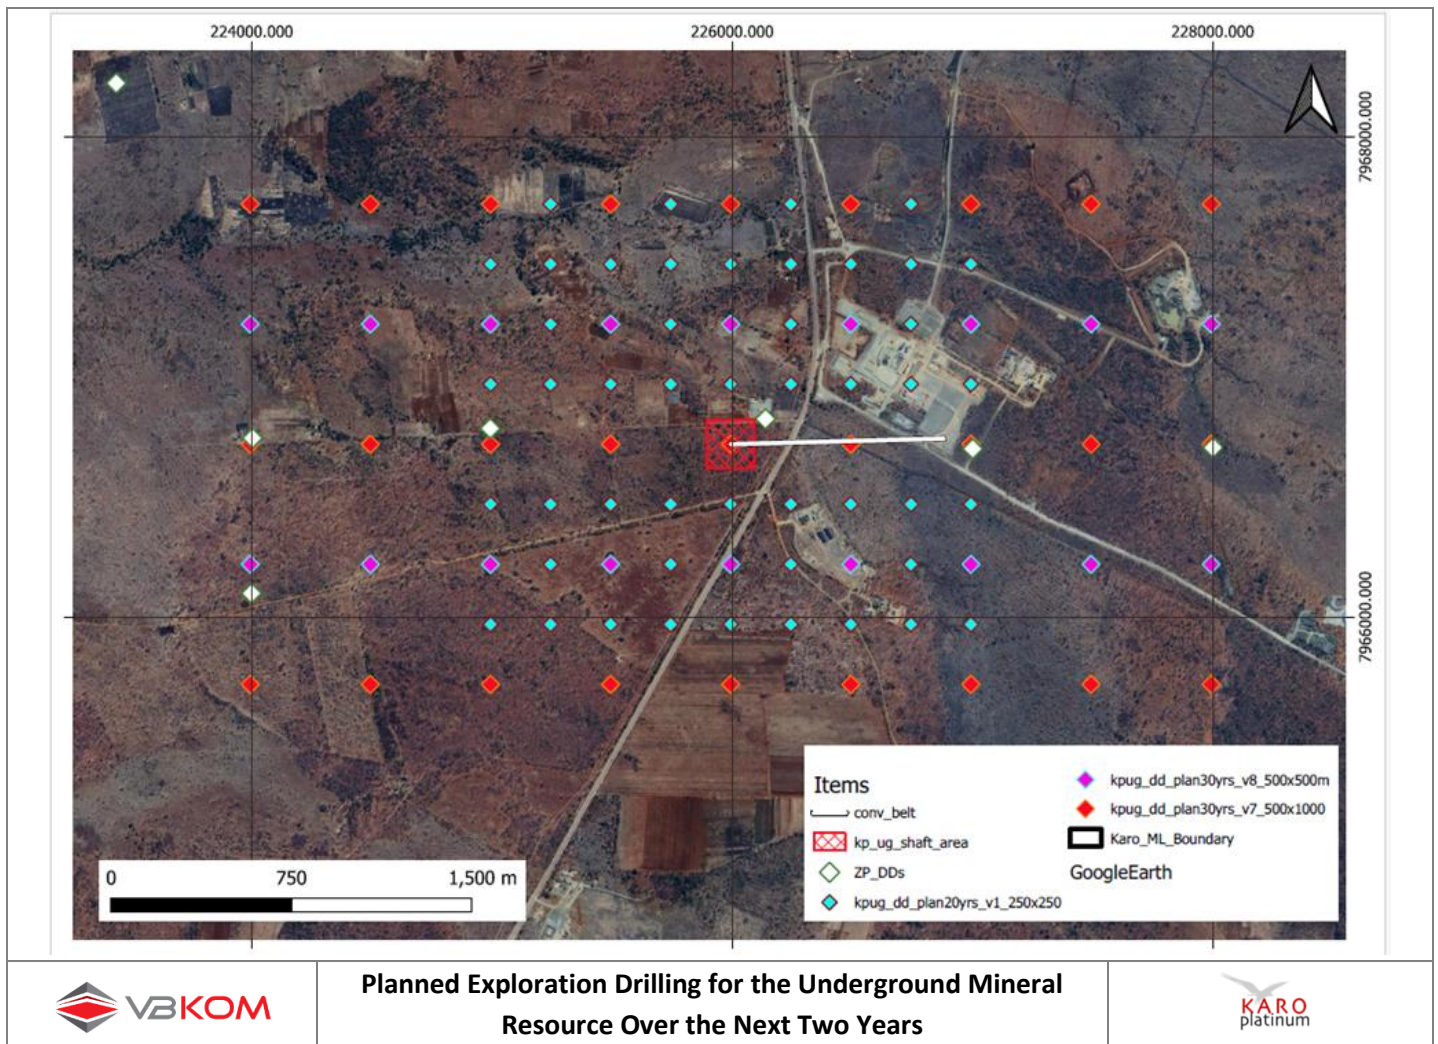 224000.000
226000.000
228000.000
7968000.000
7966000.000
Items
conv_belt
kp_ug_shaft_area
ZP_DDs
kpug_dd_plan20yrs_v1_250x250
kpug_dd_plan30yrs_v8_500x500m
kpug_dd_plan30yrs_v7_500x1000
Karo_ML_Boundary
GoogleEarth
0 750 1,500 m
VBKOM
Planned Exploration Drilling for the Underground Mineral
Resource Over the Next Two Years
KARO
platinum